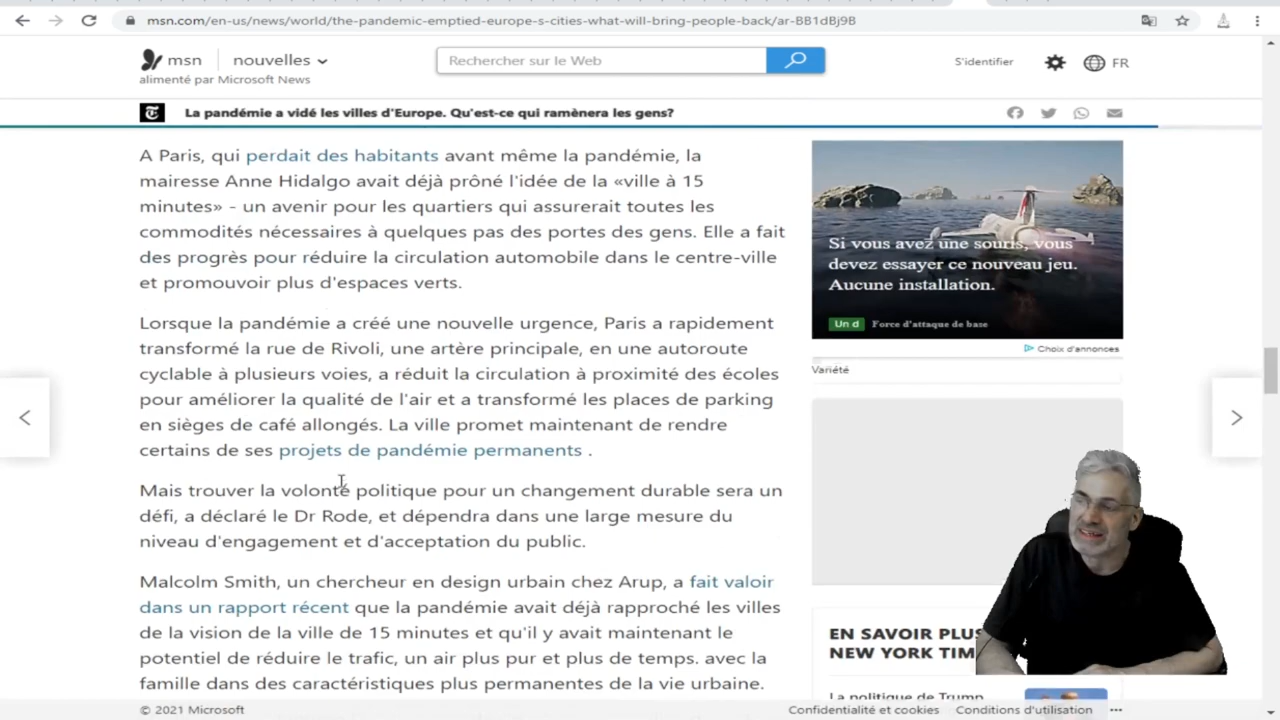 msn.com/en-us/news/world/the-pandemic-emptied-europe-s-cities-what-will-bring-people-back/ar-BB1dBj9B
msn nouvelles
alimenté par Microsoft News
Rechercher sur le Web
S'identifier
FR
La pandémie a vidé les villes d'Europe. Qu'est-ce qui ramènera les gens?
A Paris, qui perdait des habitants avant même la pandémie, la
mairesse Anne Hidalgo avait déjà prôné l'idée de la «ville à 15
minutes» - un avenir pour les quartiers qui assurerait toutes les
commodités nécessaires à quelques pas des portes des gens. Elle a fait
des progrès pour réduire la circulation automobile dans le centre-ville
et promouvoir plus d'espaces verts.
Lorsque la pandémie a créé une nouvelle urgence, Paris a rapidement
transformé la rue de Rivoli, une artère principale, en une autoroute
cyclable à plusieurs voies, a réduit la circulation à proximité des écoles
pour améliorer la qualité de l'air et a transformé les places de parking
en sièges de café allongés. La ville promet maintenant de rendre
certains de ses projets de pandémie permanents .
Mais trouver la volonté politique pour un changement durable sera un
défi, a déclaré le Dr Rode, et dépendra dans une large mesure du
niveau d'engagement et d'acceptation du public.
Malcolm Smith, un chercheur en design urbain chez Arup, a fait valoir
dans un rapport récent que la pandémie avait déjà rapproché les villes
de la vision de la ville de 15 minutes et qu'il y avait maintenant le
potentiel de réduire le trafic, un air plus pur et plus de temps. avec la
famille dans des caractéristiques plus permanentes de la vie urbaine.
Si vous avez une souris, vous
devez essayer ce nouveau jeu.
Aucune installation.
Un d Force d'attaque de base
Choix d'annonces
Variété
EN SAVOIR PLUS
NEW YORK TIM
La politique de Trump
© 2021 Microsoft
Confidentialité et cookies Conditions d'utilisation